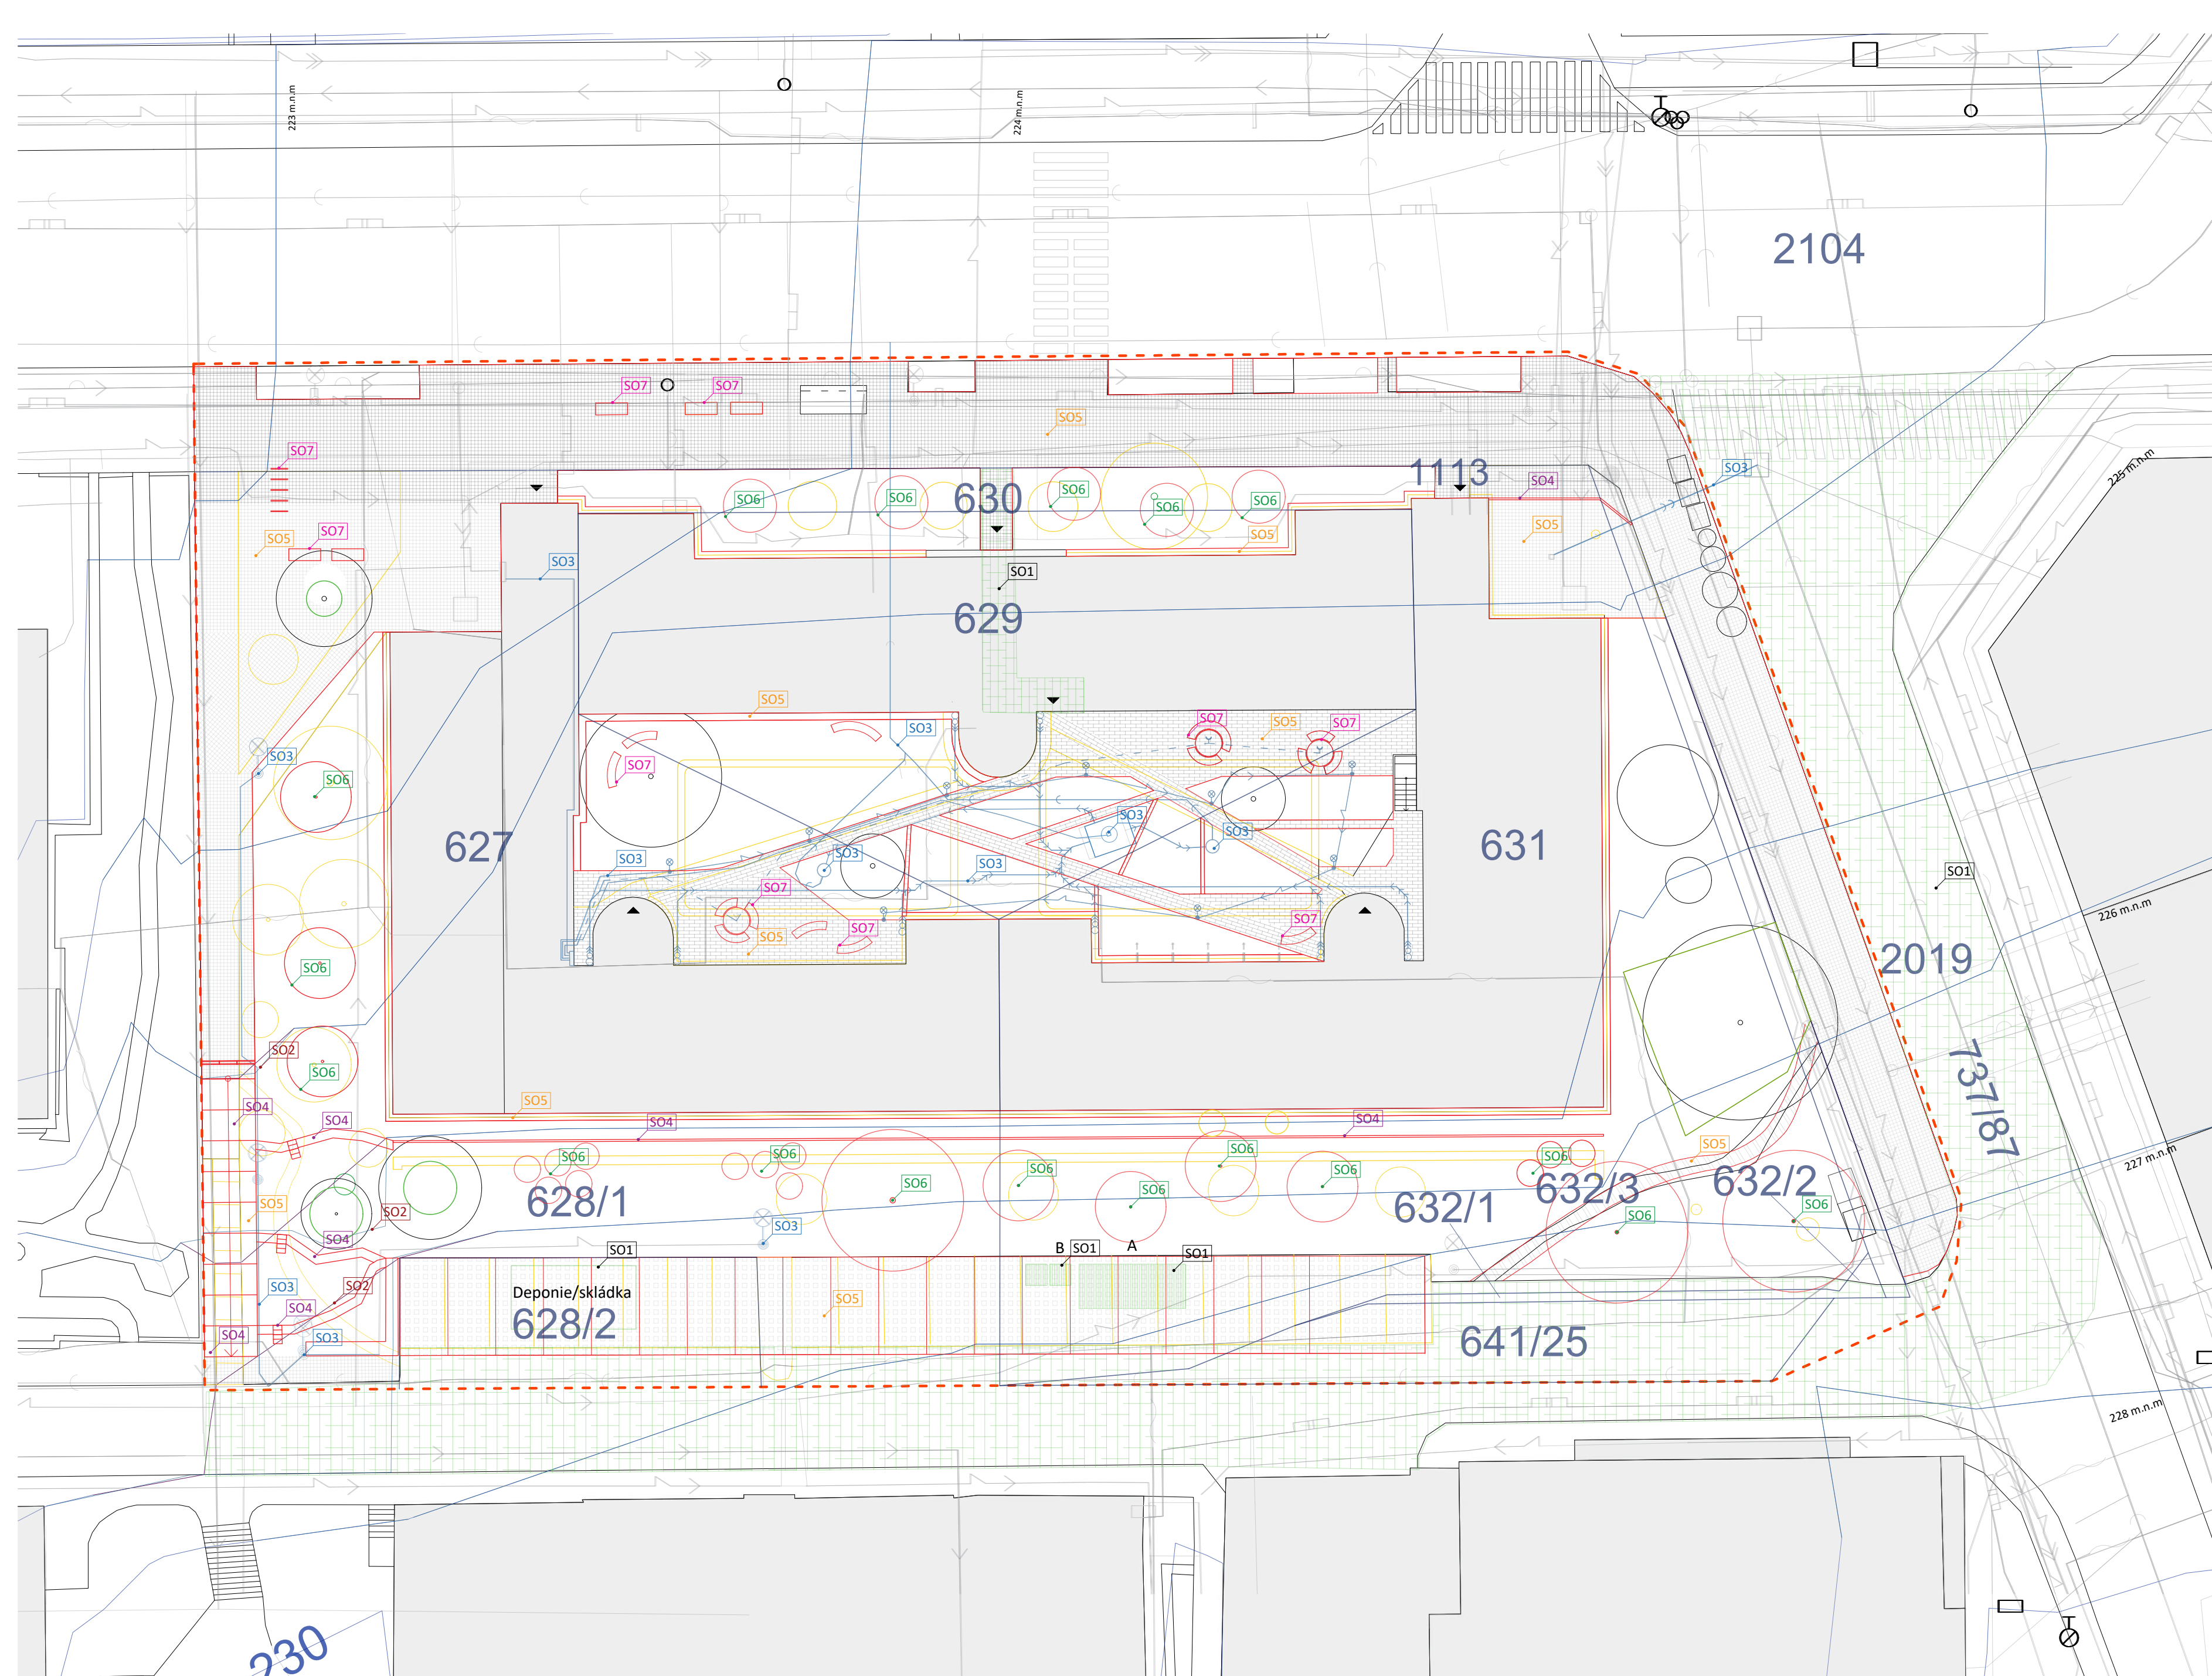 223 m.n.m
224 m.n.m
T
2104
SO7
SO7
SO5
SO7
1113
SO3
225 m.n.m
SO4
SO6
SO6
630
SO6
SO6
SO6
SO5
SO7
SO5
SO5
SO3
SO1
629
SO5
SO7
SO5
SO7
SO3
SO3
SO7
SO6
SO3
SO3
627
SO3
SO3
SO3
631
SO1
SO7
SO7
SO7
226 m.n.m
SO5
2019
SO6
SO2
SO6
737/87
SO5
SO4
SO4
SO4
SO4
SO5
SO6
SO6
SO6
SO6
SO6
SO6
SO6
SO6
227 m.n.m
628/1
632/1
632/3
632/2
SO6
SO6
SO5
SO2
SO3
SO4
SO1
B
SO1
A
SO1
SO3
SO2
Deponie/skládka
SO5
SO4
628/2
SO4
SO3
641/25
228 m.n.m
230
T